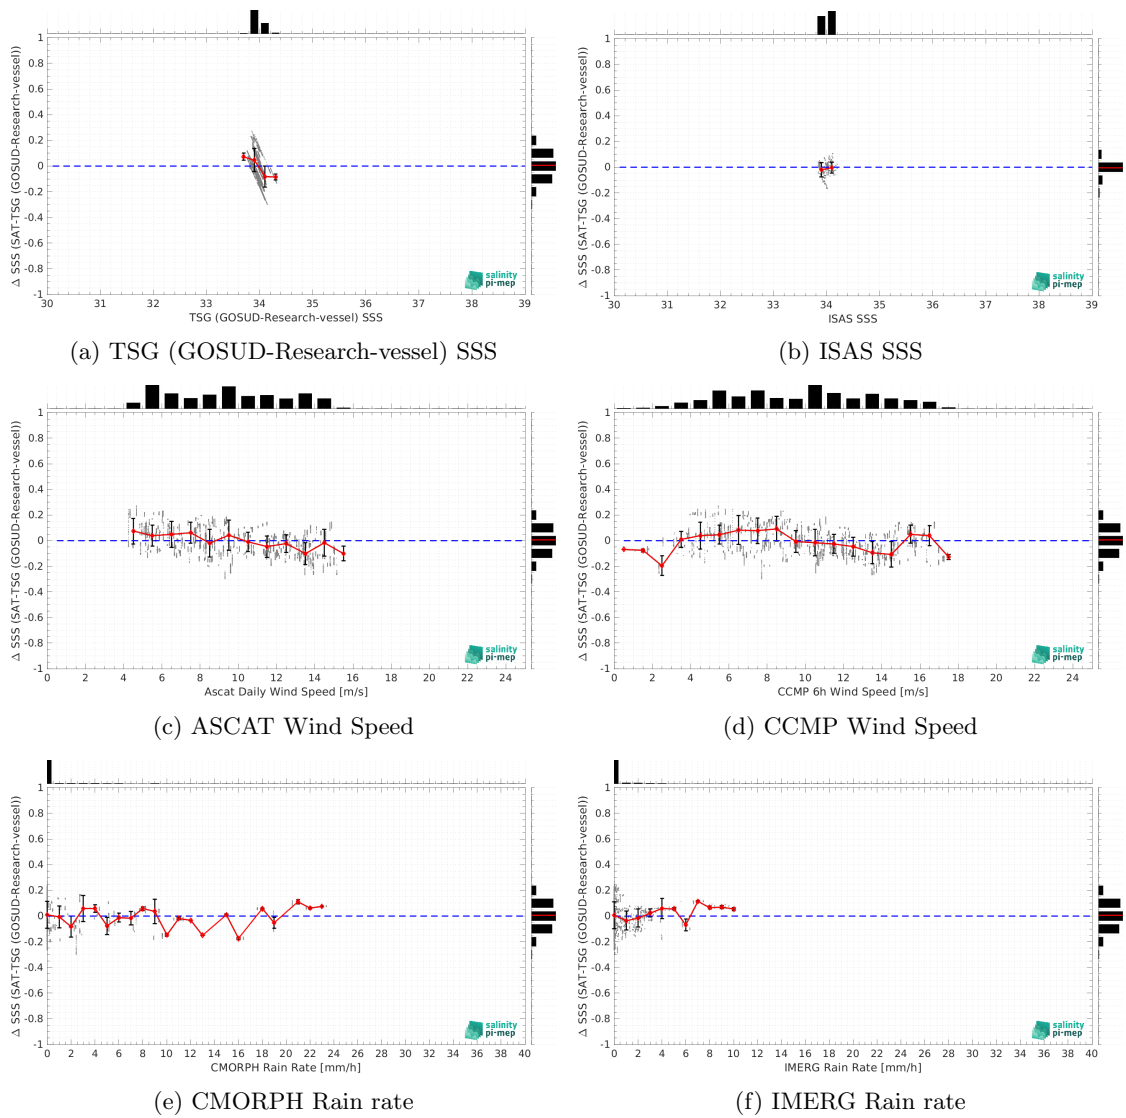 1
0.8
0.6
0.4
0.2
0
-0.2
-0.4
-0.6
-0.8
-1
Δ SSS (SAT-TSG (GOSUD-Research-vessel))
30 31 32 33 34 35 36 37 38 39
TSG (GOSUD-Research-vessel) SSS
salinity
pi-mep
(a) TSG (GOSUD-Research-vessel) SSS
1
0.8
0.6
0.4
0.2
0
-0.2
-0.4
-0.6
-0.8
-1
Δ SSS (SAT-TSG (GOSUD-Research-vessel))
30 31 32 33 34 35 36 37 38 39
ISAS SSS
salinity
pi-mep
(b) ISAS SSS
1
0.8
0.6
0.4
0.2
0
-0.2
-0.4
-0.6
-0.8
-1
Δ SSS (SAT-TSG (GOSUD-Research-vessel))
0 2 4 6 8 10 12 14 16 18 20 22 24
Ascat Daily Wind Speed [m/s]
salinity
pi-mep
(c) ASCAT Wind Speed
1
0.8
0.6
0.4
0.2
0
-0.2
-0.4
-0.6
-0.8
-1
Δ SSS (SAT-TSG (GOSUD-Research-vessel))
0 2 4 6 8 10 12 14 16 18 20 22 24
CCMP 6h Wind Speed [m/s]
salinity
pi-mep
(d) CCMP Wind Speed
1
0.8
0.6
0.4
0.2
0
-0.2
-0.4
-0.6
-0.8
-1
Δ SSS (SAT-TSG (GOSUD-Research-vessel))
0 2 4 6 8 10 12 14 16 18 20 22 24 26 28 30 32 34 36 38 40
CMORPH Rain Rate [mm/h]
salinity
pi-mep
(e) CMORPH Rain rate
1
0.8
0.6
0.4
0.2
0
-0.2
-0.4
-0.6
-0.8
-1
Δ SSS (SAT-TSG (GOSUD-Research-vessel))
0 2 4 6 8 10 12 14 16 18 20 22 24 26 28 30 32 34 36 38 40
IMERG Rain Rate [mm/h]
salinity
pi-mep
(f) IMERG Rain rate